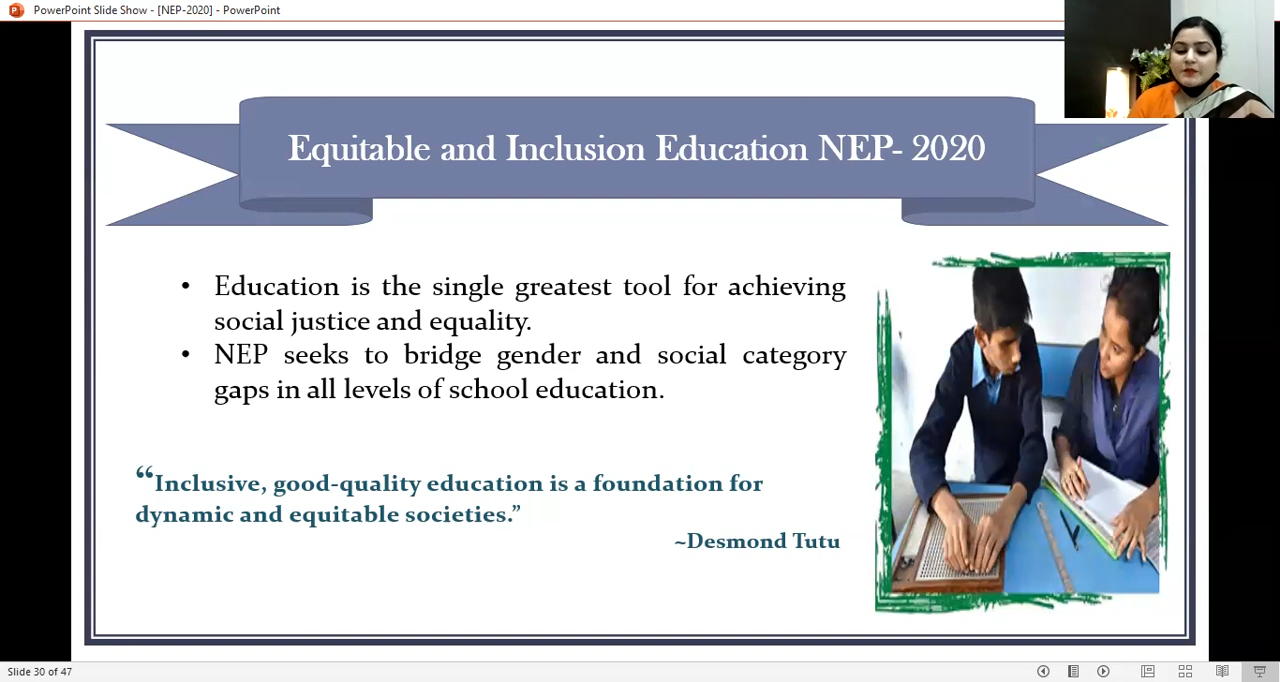 PowerPoint Slide Show - [NEP-2020] - PowerPoint
Equitable and Inclusion Education NEP- 2020
• Education is the single greatest tool for achieving
social justice and equality.
• NEP seeks to bridge gender and social category
gaps in all levels of school education.
“Inclusive, good-quality education is a foundation for
dynamic and equitable societies.”
~Desmond Tutu
Slide 30 of 47